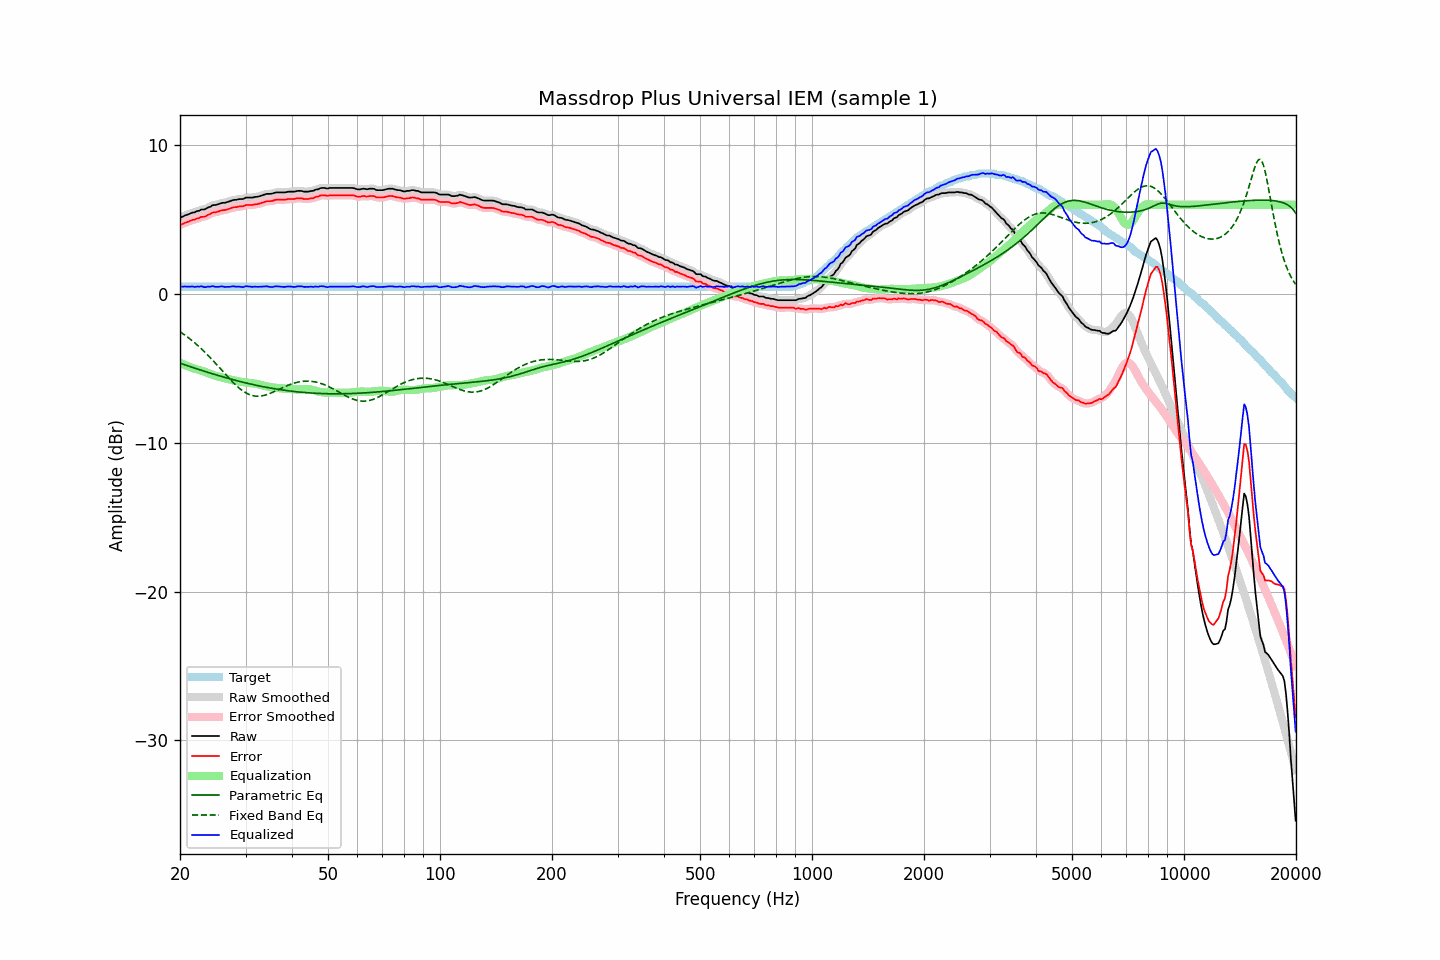 Massdrop Plus Universal IEM (sample 1)
10
0
−10
−20
−30
Amplitude (dBr)
Target
Raw Smoothed
Error Smoothed
Raw
Error
Equalization
Parametric Eq
Fixed Band Eq
Equalized
20 50 100 200 500 1000 2000 5000 10000 20000
Frequency (Hz)